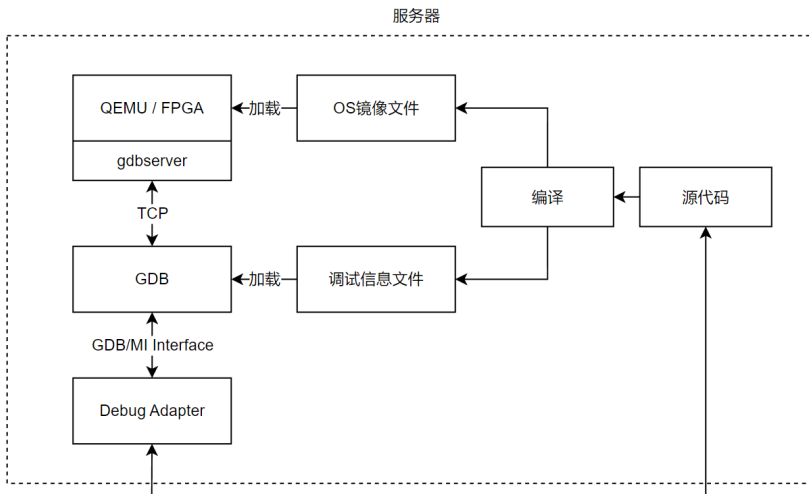 服务器
QEMU / FPGA
加载
OS镜像文件
gdbserver
编译
源代码
TCP
GDB
加载
调试信息文件
GDB/MI Interface
Debug Adapter